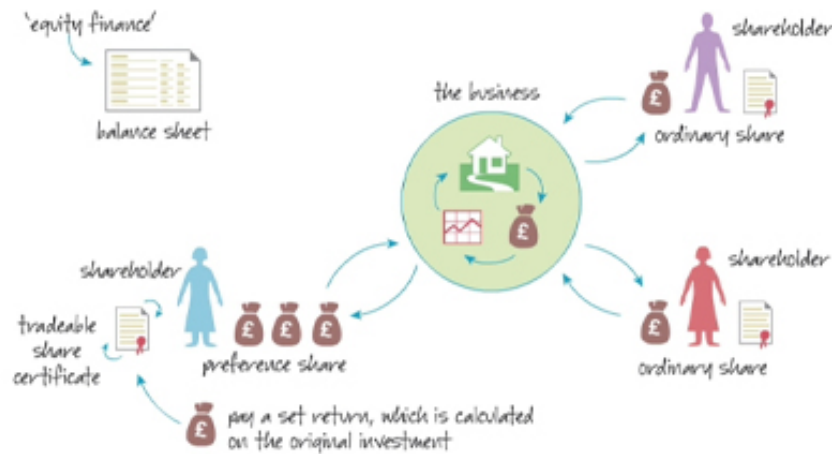 'equity finance'
balance sheet
the business
shareholder
£
ordinary share
£
shareholder
£
ordinary share
shareholder
tradeable
share
certificate
£ £ £
preference share
£
pay a set return, which is calculated
on the original investment